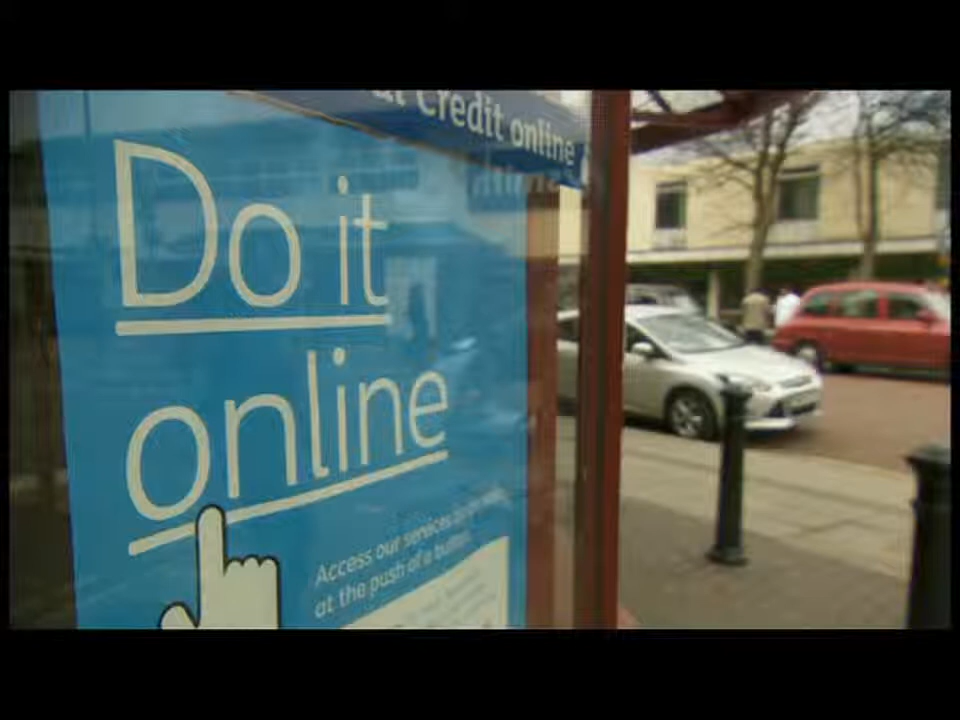 Credit online
Do it
online
Access our services
at the push of a button